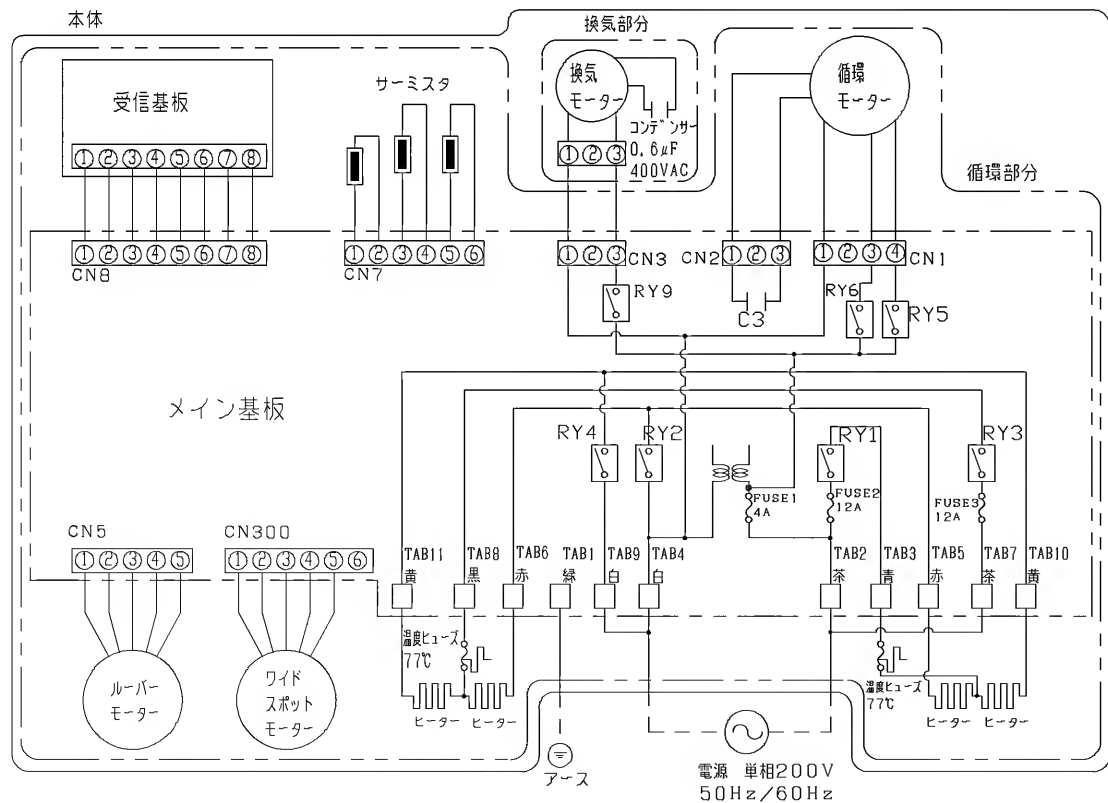 本体
換気部分
受信基板
①②③④⑤⑥⑦⑧
サーミスタ
換気
モーター
コンデンサー
0.6μF
400VAC
①②③
循環
モーター
循環部分
①②③④⑤⑥⑦⑧
CN8
①②③④⑤⑥
CN7
①②③
CN3
CN2
①②③
①②③④
CN1
RY9
C3
RY6
RY5
メイン基板
RY4
RY2
RY1
RY3
FUSE1
4A
FUSE2
12A
FUSE3
12A
CN5
①②③④⑤
CN300
①②③④⑤⑥
TAB11
黄
TAB8
黒
TAB6
赤
TAB1
緑
TAB9
白
TAB4
白
TAB2
茶
TAB3
青
TAB5
赤
TAB7
茶
TAB10
黄
ルーバー
モーター
ワイド
スポット
モーター
温度ヒューズ
77℃
ヒーター
ヒーター
温度ヒューズ
77℃
ヒーター
ヒーター
アース
電源 単相200V
50Hz/60Hz